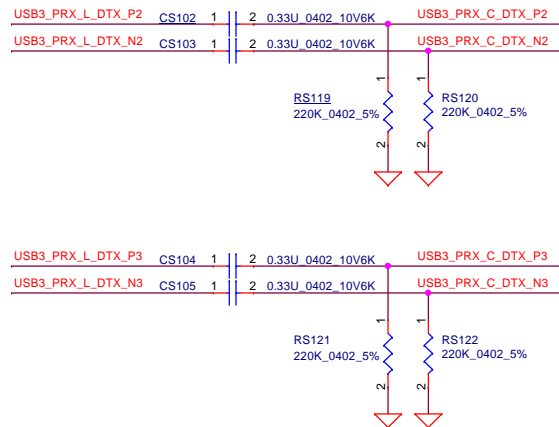 USB3_PRX_L_DTX_P2 CS102 1 2 0.33U_0402_10V6K USB3_PRX_C_DTX_P2
USB3_PRX_L_DTX_N2 CS103 1 2 0.33U_0402_10V6K USB3_PRX_C_DTX_N2
1 1
RS119 RS120
220K_0402_5% 220K_0402_5%
2 2
USB3_PRX_L_DTX_P3 CS104 1 2 0.33U_0402_10V6K USB3_PRX_C_DTX_P3
USB3_PRX_L_DTX_N3 CS105 1 2 0.33U_0402_10V6K USB3_PRX_C_DTX_N3
1 1
RS121 RS122
220K_0402_5% 220K_0402_5%
2 2